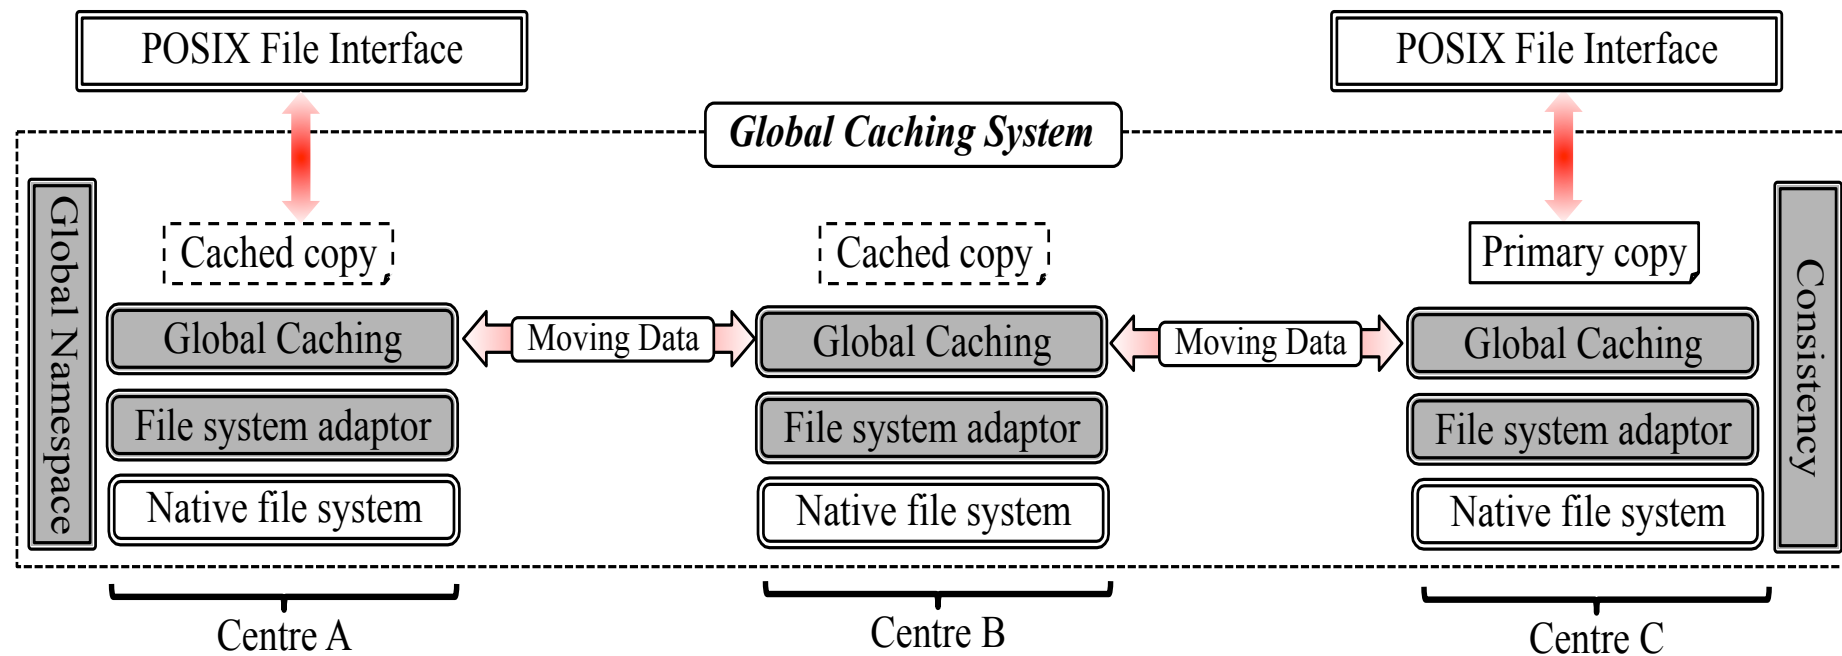 POSIX File Interface
POSIX File Interface
Global Caching System
Global Namespace
Cached copy
Cached copy
Primary copy
Consistency
Global Caching
Moving Data
Global Caching
Moving Data
Global Caching
File system adaptor
File system adaptor
File system adaptor
Native file system
Native file system
Native file system
Centre A
Centre B
Centre C